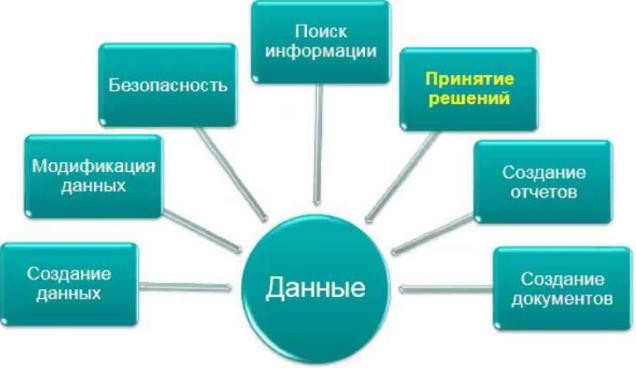 Поиск
информации
Безопасность
Принятие
решений
Модификация
данных
Создание
отчетов
Создание
данных
Данные
Создание
документов